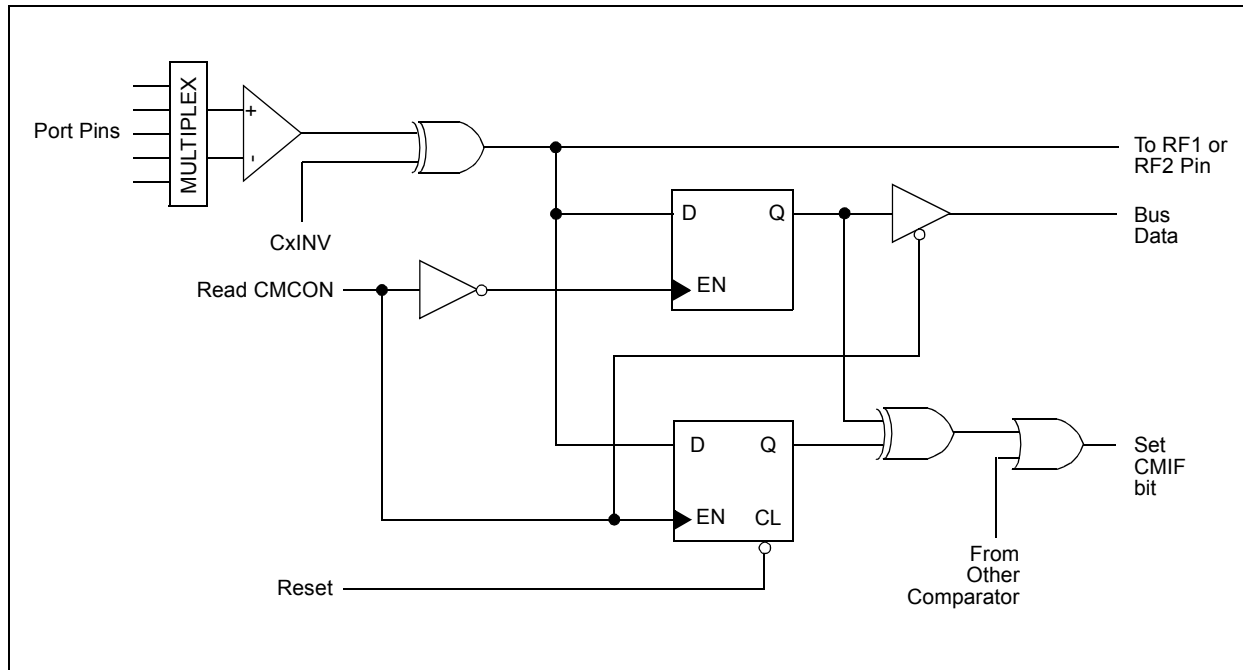 MULTIPLEX
+
-
Port Pins
To RF1 or
RF2 Pin
CxINV
D
Q
EN
Bus
Data
Read CMCON
D
Q
EN
CL
Set
CMIF
bit
From
Other
Comparator
Reset